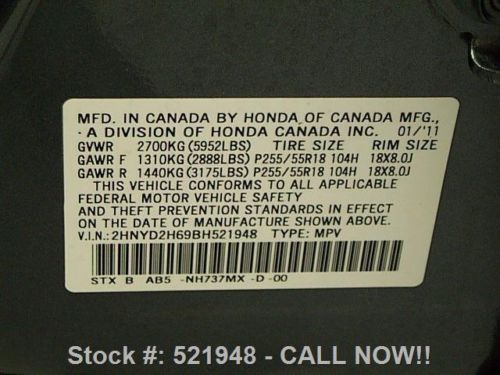 MFD. IN CANADA BY HONDA OF CANADA MFG.,
A DIVISION OF HONDA CANADA INC. 01/'11
GVWR 2700KG (5952LBS) TIRE SIZE RIM SIZE
GAWR F 1310KG (2888LBS) P255/55R18 104H 18X8.0J
GAWR R 1440KG (3175LBS) P255/55R18 104H 18X8.0J
THIS VEHICLE CONFORMS TO ALL APPLICABLE
FEDERAL MOTOR VEHICLE SAFETY
AND THEFT PREVENTION STANDARDS IN EFFECT
ON THE DATE OF MANUFACTURE SHOWN ABOVE.
V.I.N.: 2HNYD2H69BH521948 TYPE: MPV
STX B AB5 -NH737MX -D -00
Stock #: 521948 - CALL NOW!!